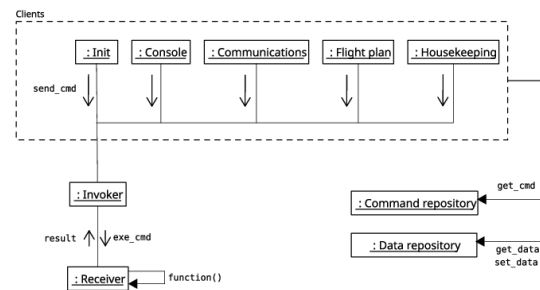 Clients
: Init
: Console
: Communications
: Flight plan
: Housekeeping
send_cmd
: Invoker
get_cmd
: Command repository
result
exe_cmd
: Data repository
get_data
set_data
: Receiver
function()